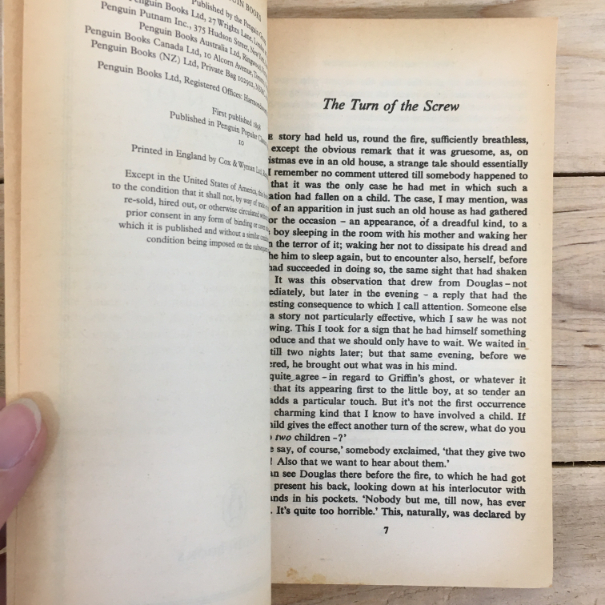 UIN BOOKS
Published by the Penguin
Penguin Books Ltd, 27 Wrights Lane, London
Penguin Putnam Inc., 375 Hudson Street, New
Penguin Books Australia Ltd, Ringwood,
Penguin Books Canada Ltd, 10 Alcorn Avenue,
Penguin Books (NZ) Ltd, Private Bag
Penguin Books Ltd, Registered Offices:
First published
Published in Penguin Popular
10
Printed in England by Cox & Wyman Ltd,
Except in the United States of America,
to the condition that it shall not, by way of
re-sold, hired out, or otherwise circulated
prior consent in any form of binding or
which it is published and without a similar
condition being imposed on the
The Turn of the Screw
story had held us, round the fire, sufficiently breathless,
except the obvious remark that it was gruesome, as, on
istmas eve in an old house, a strange tale should essentially
I remember no comment uttered till somebody happened to
that it was the only case he had met in which such a
ation had fallen on a child. The case, I may mention, was
of an apparition in just such an old house as had gathered
or the occasion – an appearance, of a dreadful kind, to a
boy sleeping in the room with his mother and waking her
n the terror of it; waking her not to dissipate his dread and
he him to sleep again, but to encounter also, herself, before
had succeeded in doing so, the same sight that had shaken
It was this observation that drew from Douglas – not
ediately, but later in the evening – a reply that had the
esting consequence to which I call attention. Someone else
a story not particularly effective, which I saw he was not
wing. This I took for a sign that he had himself something
oduce and that we should only have to wait. We waited in
till two nights later; but that same evening, before we
ered, he brought out what was in his mind.
quite agree – in regard to Griffin's ghost, or whatever it
that its appearing first to the little boy, at so tender an
adds a particular touch. But it's not the first occurrence
charming kind that I know to have involved a child. If
ild gives the effect another turn of the screw, what do you
two children –?'
e say, of course,' somebody exclaimed, 'that they give two
! Also that we want to hear about them.'
an see Douglas there before the fire, to which he had got
present his back, looking down at his interlocutor with
ands in his pockets. 'Nobody but me, till now, has ever
. It's quite too horrible.' This, naturally, was declared by
7